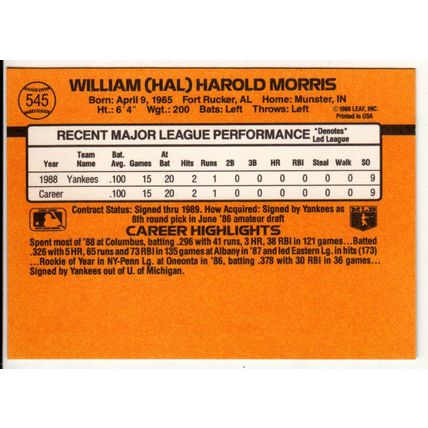 545
WILLIAM (HAL) HAROLD MORRIS
Born: April 9, 1965 Fort Rucker, AL Home: Munster, IN
Ht.: 6'4" Wgt.: 200 Bats: Left Throws: Left
© 1988 LEAF, INC.
Printed in USA
RECENT MAJOR LEAGUE PERFORMANCE *Denotes* Led League
Year Team Name Bat. Avg. Games At Bat Hits Runs 2B 3B HR RBI Steal Walk SO
1988 Yankees .100 15 20 2 1 0 0 0 0 0 0 9
Career .100 15 20 2 1 0 0 0 0 0 0 9
Contract Status: Signed thru 1989. How Acquired: Signed by Yankees as
8th round pick in June '86 amateur draft
CAREER HIGHLIGHTS
Spent most of '88 at Columbus, batting .296 with 41 runs, 3 HR, 38 RBI in 121 games...Batted
.326 with 5 HR, 65 runs and 73 RBI in 135 games at Albany in '87 and led Eastern Lg. in hits (173)
...Rookie of Year in NY-Penn Lg. at Oneonta in '86, batting .378 with 30 RBI in 36 games...
Signed by Yankees out of U. of Michigan.